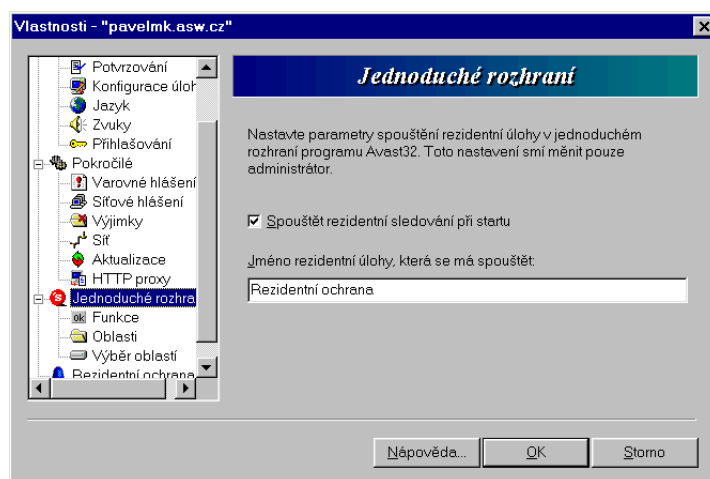 Vlastnosti - "pavelmk.asw.cz"
Potvrzování
Konfigurace úloh
Jazyk
Zvuky
Přihlašování
Pokročilé
Varovné hlášení
Síťové hlášení
Výjimky
Síť
Aktualizace
HTTP proxy
Jednoduché rozhra
ok Funkce
Oblasti
Výběr oblastí
Rezidentní ochrana
Jednoduché rozhraní
Nastavte parametry spouštění rezidentní úlohy v jednoduchém
rozhraní programu Avast32. Toto nastavení smí měnit pouze
administrátor.
Spouštět rezidentní sledování při startu
Jméno rezidentní úlohy, která se má spouštět:
Rezidentní ochrana
Nápověda...
OK
Storno